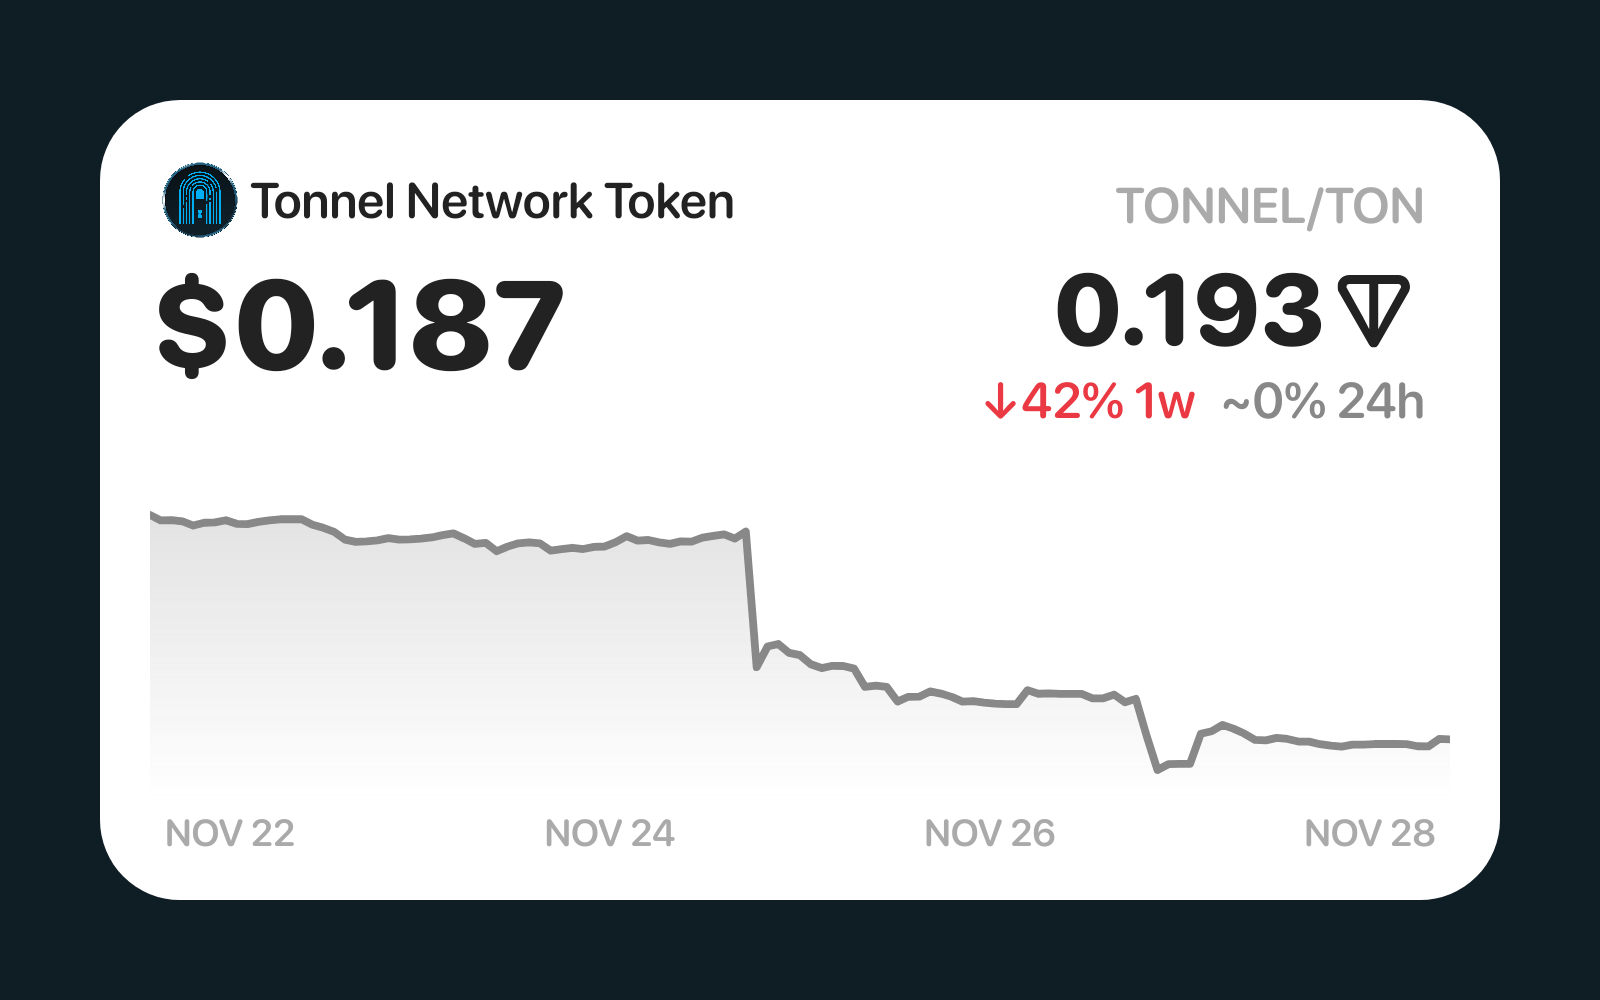 Tonnel Network Token
TONNEL/TON
$0.187
0.193
↓42% 1w ~0% 24h
NOV 22
NOV 24
NOV 26
NOV 28